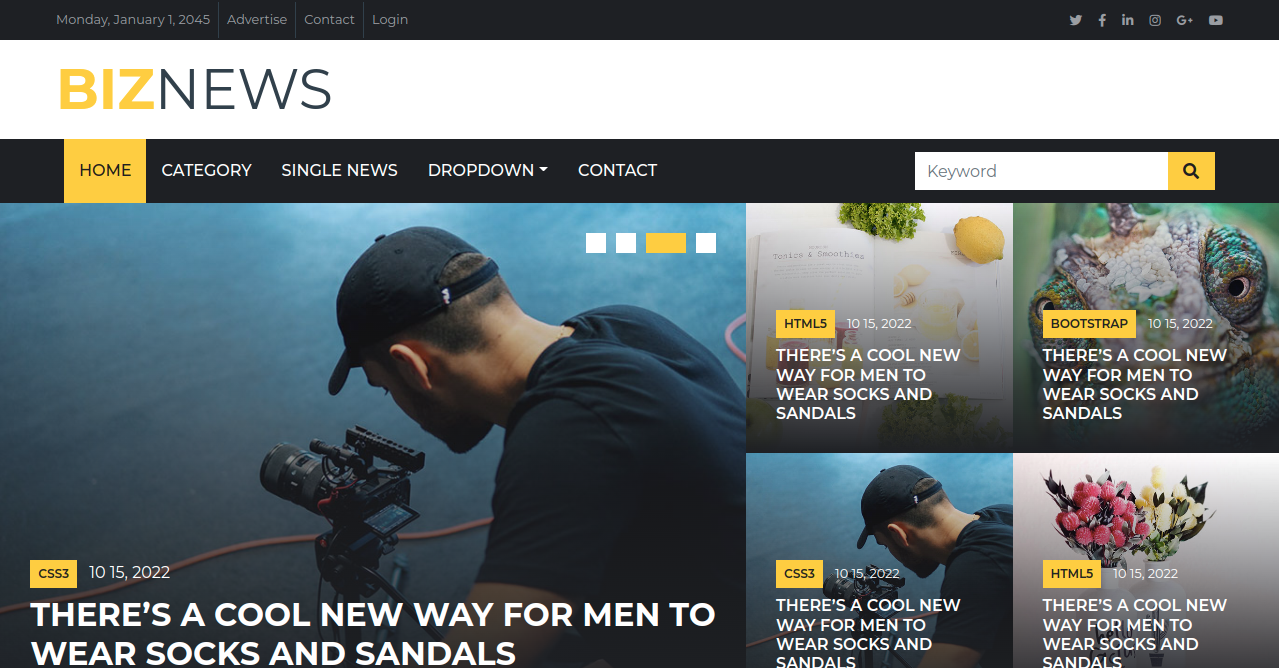 Monday, January 1, 2045 Advertise Contact Login
BIZNEWS
HOME CATEGORY SINGLE NEWS DROPDOWN CONTACT Keyword
Tonics & Smoothies
HTML5 10 15, 2022
THERE’S A COOL NEW
WAY FOR MEN TO
WEAR SOCKS AND
SANDALS
BOOTSTRAP 10 15, 2022
THERE’S A COOL NEW
WAY FOR MEN TO
WEAR SOCKS AND
SANDALS
CSS3 10 15, 2022
THERE’S A COOL NEW WAY FOR MEN TO
WEAR SOCKS AND SANDALS
CSS3 10 15, 2022
THERE’S A COOL NEW
WAY FOR MEN TO
WEAR SOCKS AND
SANDALS
HTML5 10 15, 2022
THERE’S A COOL NEW
WAY FOR MEN TO
WEAR SOCKS AND
SANDALS